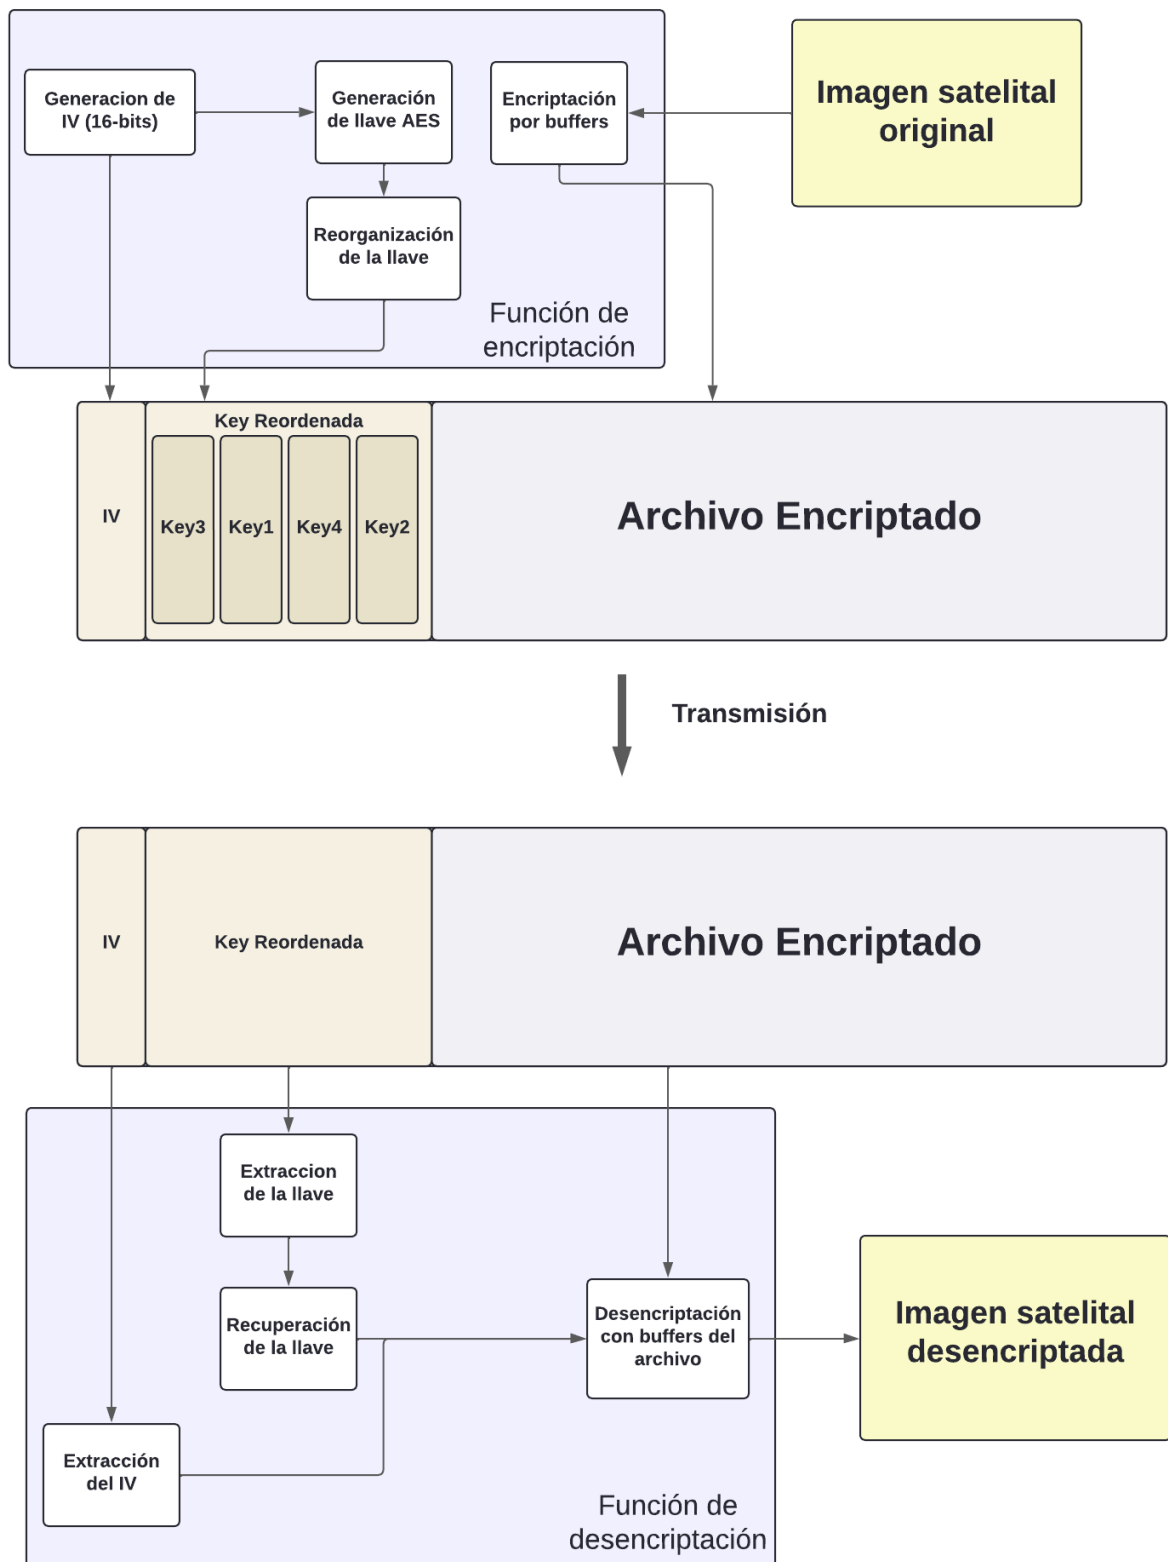 Generacion de
IV (16-bits)
Generación
de llave AES
Encriptación
por buffers
Imagen satelital
original
Reorganización
de la llave
Función de
encriptación
IV
Key Reordenada
Key3
Key1
Key4
Key2
Archivo Encriptado
Transmisión
IV
Key Reordenada
Archivo Encriptado
Extraccion
de la llave
Recuperación
de la llave
Desencriptación
con buffers del
archivo
Imagen satelital
desencriptada
Extracción
del IV
Función de
desencriptación